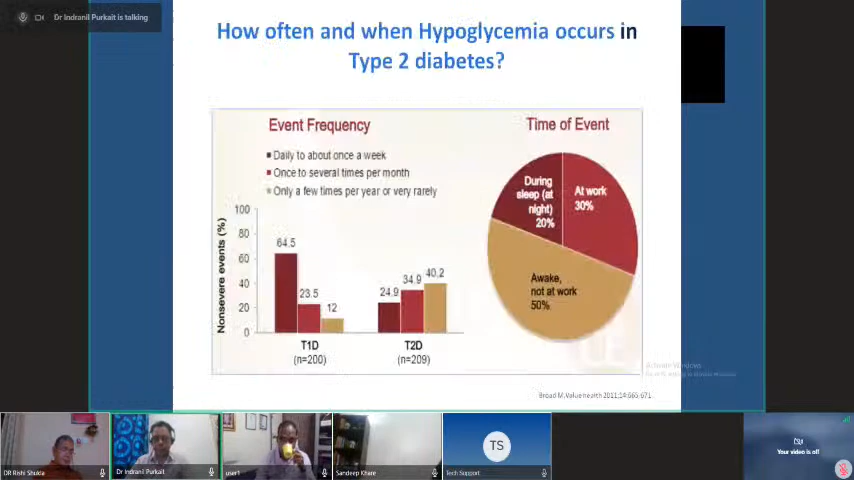 Dr Indranil Purkait is talking
How often and when Hypoglycemia occurs in
Type 2 diabetes?
Event Frequency
Daily to about once a week
Once to several times per month
Only a few times per year or very rarely
Nonsevere events (%)
100
80
60
40
20
0
64.5
23.5
12
24.9
34.9
40.2
T1D
(n=200)
T2D
(n=209)
Time of Event
During
sleep (at
night)
20%
At work
30%
Awake,
not at work
50%
Activate Windows
Broad M.Value health 2011;14:665-671
DR Rishi Shukla
Dr Indranil Purkait
user1
Sandeep Khare
TS
Tech Support
Your video is off